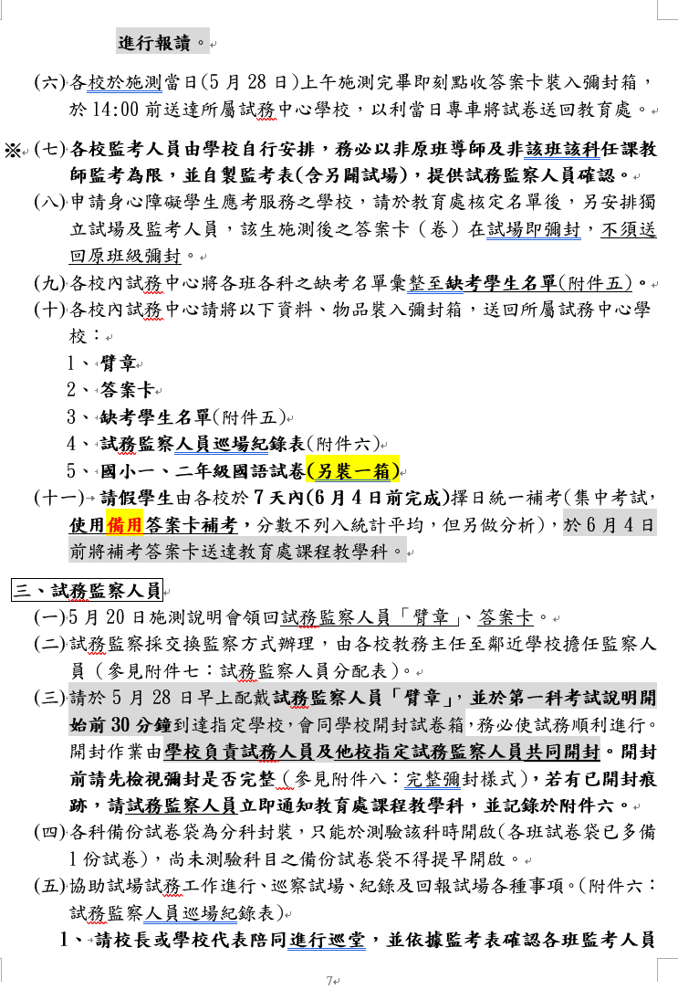 進行報讀。
(六)各校於施測當日(5 月 28 日)上午施測完畢即刻點收答案卡裝入彌封箱，
於 14:00 前送達所屬試務中心學校，以利當日專車將試卷送回教育處。
※(七)各校監考人員由學校自行安排，務必以非原班導師及非該班該科任課教
師監考為限，並自製監考表(含另闢試場)，提供試務監察人員確認。
(八)申請身心障礙學生應考服務之學校，請於教育處核定名單後，另安排獨
立試場及監考人員，該生施測後之答案卡（卷）在試場即彌封，不須送
回原班級彌封。
(九)各校內試務中心將各班各科之缺考名單彙整至缺考學生名單(附件五)。
(十)各校內試務中心請將以下資料、物品裝入彌封箱，送回所屬試務中心學
校：
1、臂章
2、答案卡
3、缺考學生名單(附件五)
4、試務監察人員巡場紀錄表(附件六)
5、國小一、二年級國語試卷(另裝一箱)
(十一)請假學生由各校於 7 天內(6 月 4 日前完成)擇日統一補考(集中考試，
使用備用答案卡補考，分數不列入統計平均，但另做分析)，於 6 月 4 日
前將補考答案卡送達教育處課程教學科。
三、試務監察人員
(一)5 月 20 日施測說明會領回試務監察人員「臂章」、答案卡。
(二)試務監察採交換監察方式辦理，由各校教務主任至鄰近學校擔任監察人
員（參見附件七：試務監察人員分配表)。
(三)請於 5 月 28 日早上配戴試務監察人員「臂章」，並於第一科考試說明開
始前 30 分鐘到達指定學校，會同學校開封試卷箱，務必使試務順利進行。
開封作業由學校負責試務人員及他校指定試務監察人員共同開封。開封
前請先檢視彌封是否完整（參見附件八：完整彌封樣式)，若有已開封痕
跡，請試務監察人員立即通知教育處課程教學科，並記錄於附件六。
(四)各科備份試卷袋為分科封裝，只能於測驗該科時開啟(各班試卷袋已多備
1 份試卷)，尚未測驗科目之備份試卷袋不得提早開啟。
(五)協助試場試務工作進行、巡察試場、紀錄及回報試場各種事項。(附件六：
試務監察人員巡場紀錄表)
1、請校長或學校代表陪同進行巡堂，並依據監考表確認各班監考人員
7